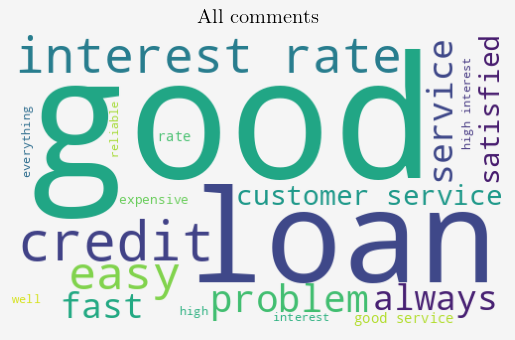 All comments
interest rate
good
service
high interest
satisfied
everything
reliable
rate
expensive
customer service
loan
credit
easy
fast
problem
always
well
high
interest
good service